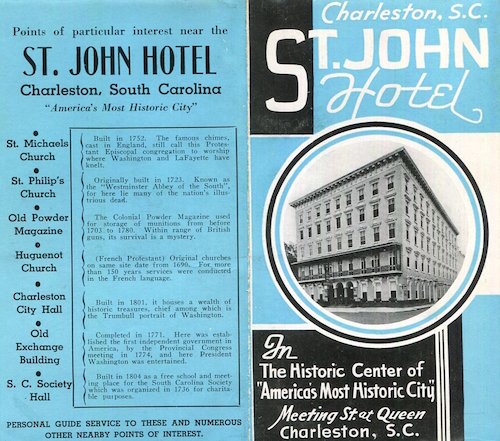 Points of particular interest near the
ST. JOHN HOTEL
Charleston, South Carolina
"America's Most Historic City"
St. Michaels
Church
Built in 1752. The famous chimes,
cast in England, still call this Protes-
tant Episcopal congregation to worship
where Washington and LaFayette have
knelt.
St. Philip's
Church
Originally built in 1723. Known as
the "Westminster Abbey of the South",
for here lie many of the nation's illus-
trious dead.
Old Powder
Magazine
The Colonial Powder Magazine used
for storage of munitions from before
1703 to 1780. Within range of British
guns, its survival is a mystery.
Huguenot
Church
(French Protestant) Original churches
on same site date from 1690. For more
than 150 years services were conducted
in the French language.
Charleston
City Hall
Built in 1801, it houses a wealth of
historic treasures, chief among which is
the Trumbull portrait of Washington.
Old
Exchange
Building
Completed in 1771. Here was estab-
lished the first independent government in
America, by the Provincial Congress
meeting in 1774, and here President
Washington was entertained.
S. C. Society
Hall
Built in 1804 as a free school and meet-
ing place for the South Carolina Society
which was organized in 1736 for charita-
ble purposes.
PERSONAL GUIDE SERVICE TO THESE AND NUMEROUS
OTHER NEARBY POINTS OF INTEREST.
Charleston, S.C.
ST. JOHN
Hotel
In
The Historic Center of
"America's Most Historic City"
Meeting St. at Queen
Charleston, S.C.